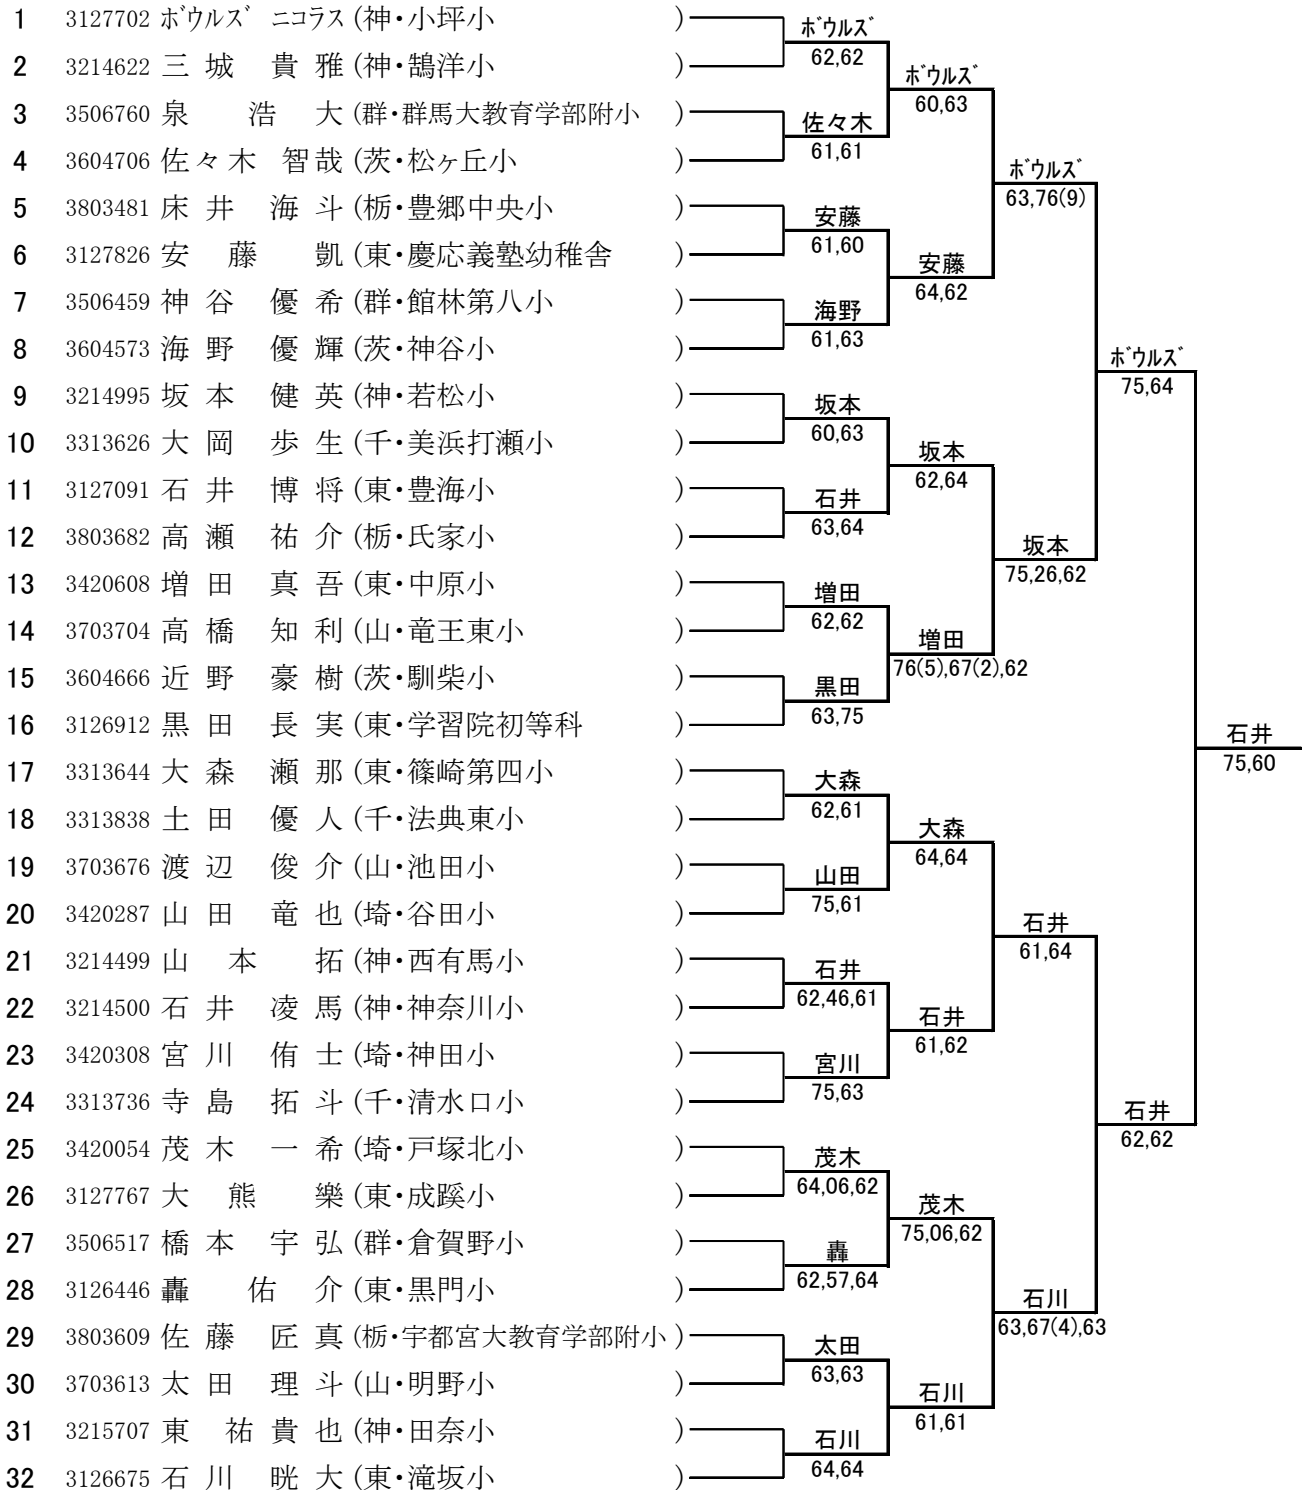 1 3127702 ボウルズ ニコラス (神・小坪小 )
2 3214622 三 城 貴 雅 (神・鵠洋小 )
3 3506760 泉 浩 大 (群・群馬大教育学部附小 )
4 3604706 佐々木 智哉 (茨・松ヶ丘小 )
5 3803481 床 井 海 斗 (栃・豊郷中央小 )
6 3127826 安 藤 凱 (東・慶応義塾幼稚舎 )
7 3506459 神 谷 優 希 (群・館林第八小 )
8 3604573 海 野 優 輝 (茨・神谷小 )
9 3214995 坂 本 健 英 (神・若松小 )
10 3313626 大 岡 歩 生 (千・美浜打瀬小 )
11 3127091 石 井 博 将 (東・豊海小 )
12 3803682 高 瀬 祐 介 (栃・氏家小 )
13 3420608 増 田 真 吾 (東・中原小 )
14 3703704 高 橋 知 利 (山・竜王東小 )
15 3604666 近 野 豪 樹 (茨・馴柴小 )
16 3126912 黒 田 長 実 (東・学習院初等科 )
17 3313644 大 森 瀬 那 (東・篠崎第四小 )
18 3313838 土 田 優 人 (千・法典東小 )
19 3703676 渡 辺 俊 介 (山・池田小 )
20 3420287 山 田 竜 也 (埼・谷田小 )
21 3214499 山 本 拓 (神・西有馬小 )
22 3214500 石 井 凌 馬 (神・神奈川小 )
23 3420308 宮 川 侑 士 (埼・神田小 )
24 3313736 寺 島 拓 斗 (千・清水口小 )
25 3420054 茂 木 一 希 (埼・戸塚北小 )
26 3127767 大 熊 樂 (東・成蹊小 )
27 3506517 橋 本 宇 弘 (群・倉賀野小 )
28 3126446 轟 佑 介 (東・黒門小 )
29 3803609 佐 藤 匠 真 (栃・宇都宮大教育学部附小 )
30 3703613 太 田 理 斗 (山・明野小 )
31 3215707 東 祐 貴 也 (神・田奈小 )
32 3126675 石 川 晄 大 (東・滝坂小 )
ボウルズ
62,62
佐々木
61,61
安藤
61,60
海野
61,63
坂本
60,63
石井
63,64
増田
62,62
黒田
63,75
大森
62,61
山田
75,61
石井
62,46,61
宮川
75,63
茂木
64,06,62
轟
62,57,64
太田
63,63
石川
64,64
ボウルズ
60,63
安藤
64,62
坂本
62,64
増田
76(5),67(2),62
大森
64,64
石井
61,62
茂木
75,06,62
石川
61,61
ボウルズ
63,76(9)
坂本
75,26,62
石井
61,64
石川
63,67(4),63
ボウルズ
75,64
石井
62,62
石井
75,60